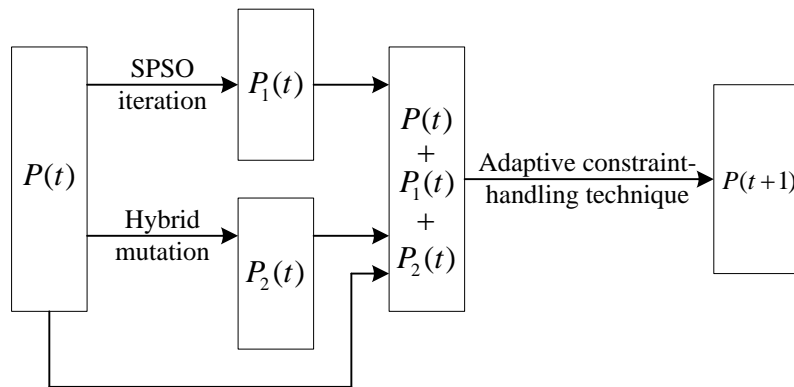 P(t)
SPSO
iteration
P₁(t)
Hybrid
mutation
P₂(t)
P(t)
+
P₁(t)
+
P₂(t)
Adaptive constraint-
handling technique
P(t+1)